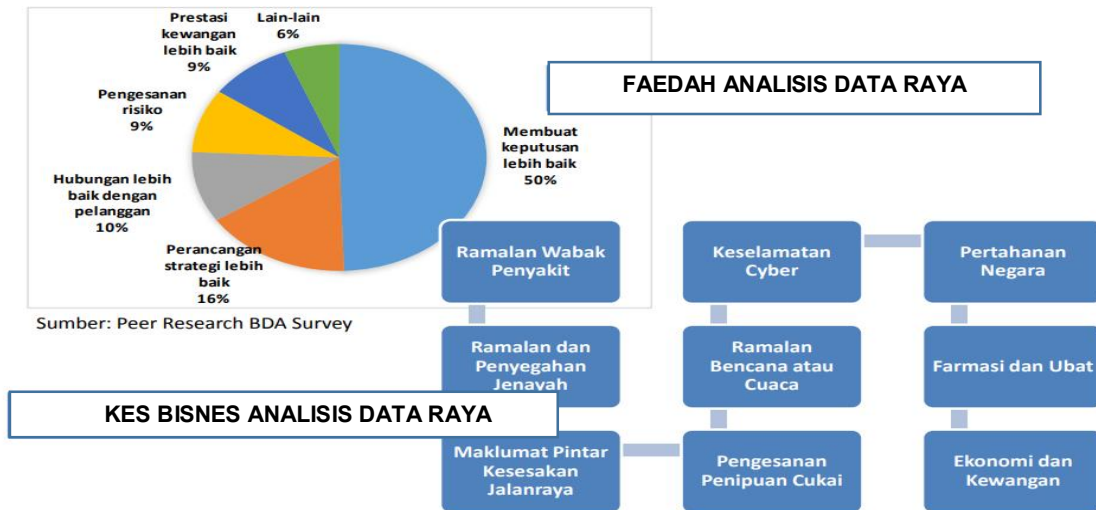 Prestasi
kewangan
lebih baik
9%
Lain-lain
6%
Pengesanan
risiko
9%
Hubungan lebih
baik dengan
pelanggan
10%
Perancangan
strategi lebih
baik
16%
Membuat
keputusan
lebih baik
50%
FAEDAH ANALISIS DATA RAYA
Sumber: Peer Research BDA Survey
KES BISNES ANALISIS DATA RAYA
Ramalan Wabak
Penyakit
Ramalan dan
Penyegahan
Jenayah
Maklumat Pintar
Kesesakan
Jalanraya
Keselamatan
Cyber
Ramalan
Bencana atau
Cuaca
Pengesanan
Penipuan Cukai
Pertahanan
Negara
Farmasi dan Ubat
Ekonomi dan
Kewangan